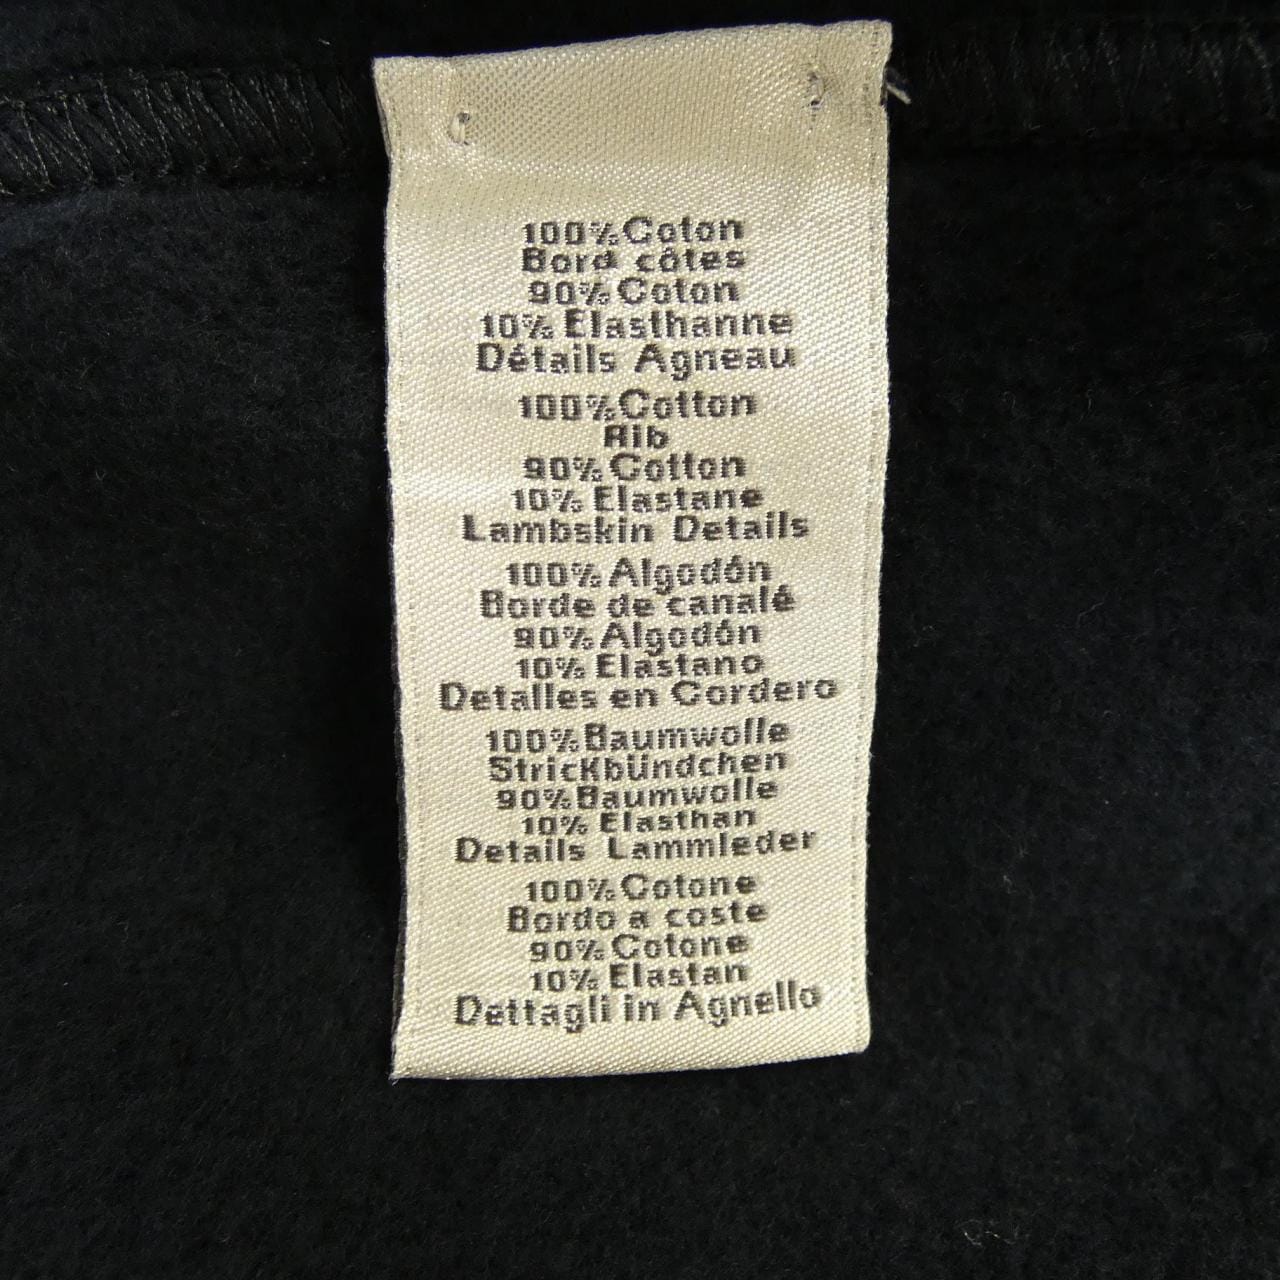 100% Coton
Bord côtes
90% Coton
10% Elasthanne
Détails Agneau
100% Cotton
Rib
90% Cotton
10% Elastane
Lambskin Details
100% Algodón
Borde de canalé
90% Algodón
10% Elastano
Detalles en Cordero
100% Baumwolle
Strickbündchen
90% Baumwolle
10% Elasthan
Details Lammleder
100% Cotone
Bordo a coste
90% Cotone
10% Elastan
Dettagli in Agnello